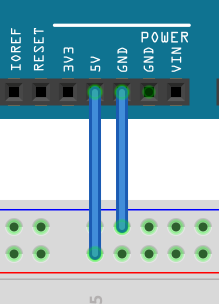 POWER
IOREF
RESET
3V3
5V
GND
GND
VIN
5